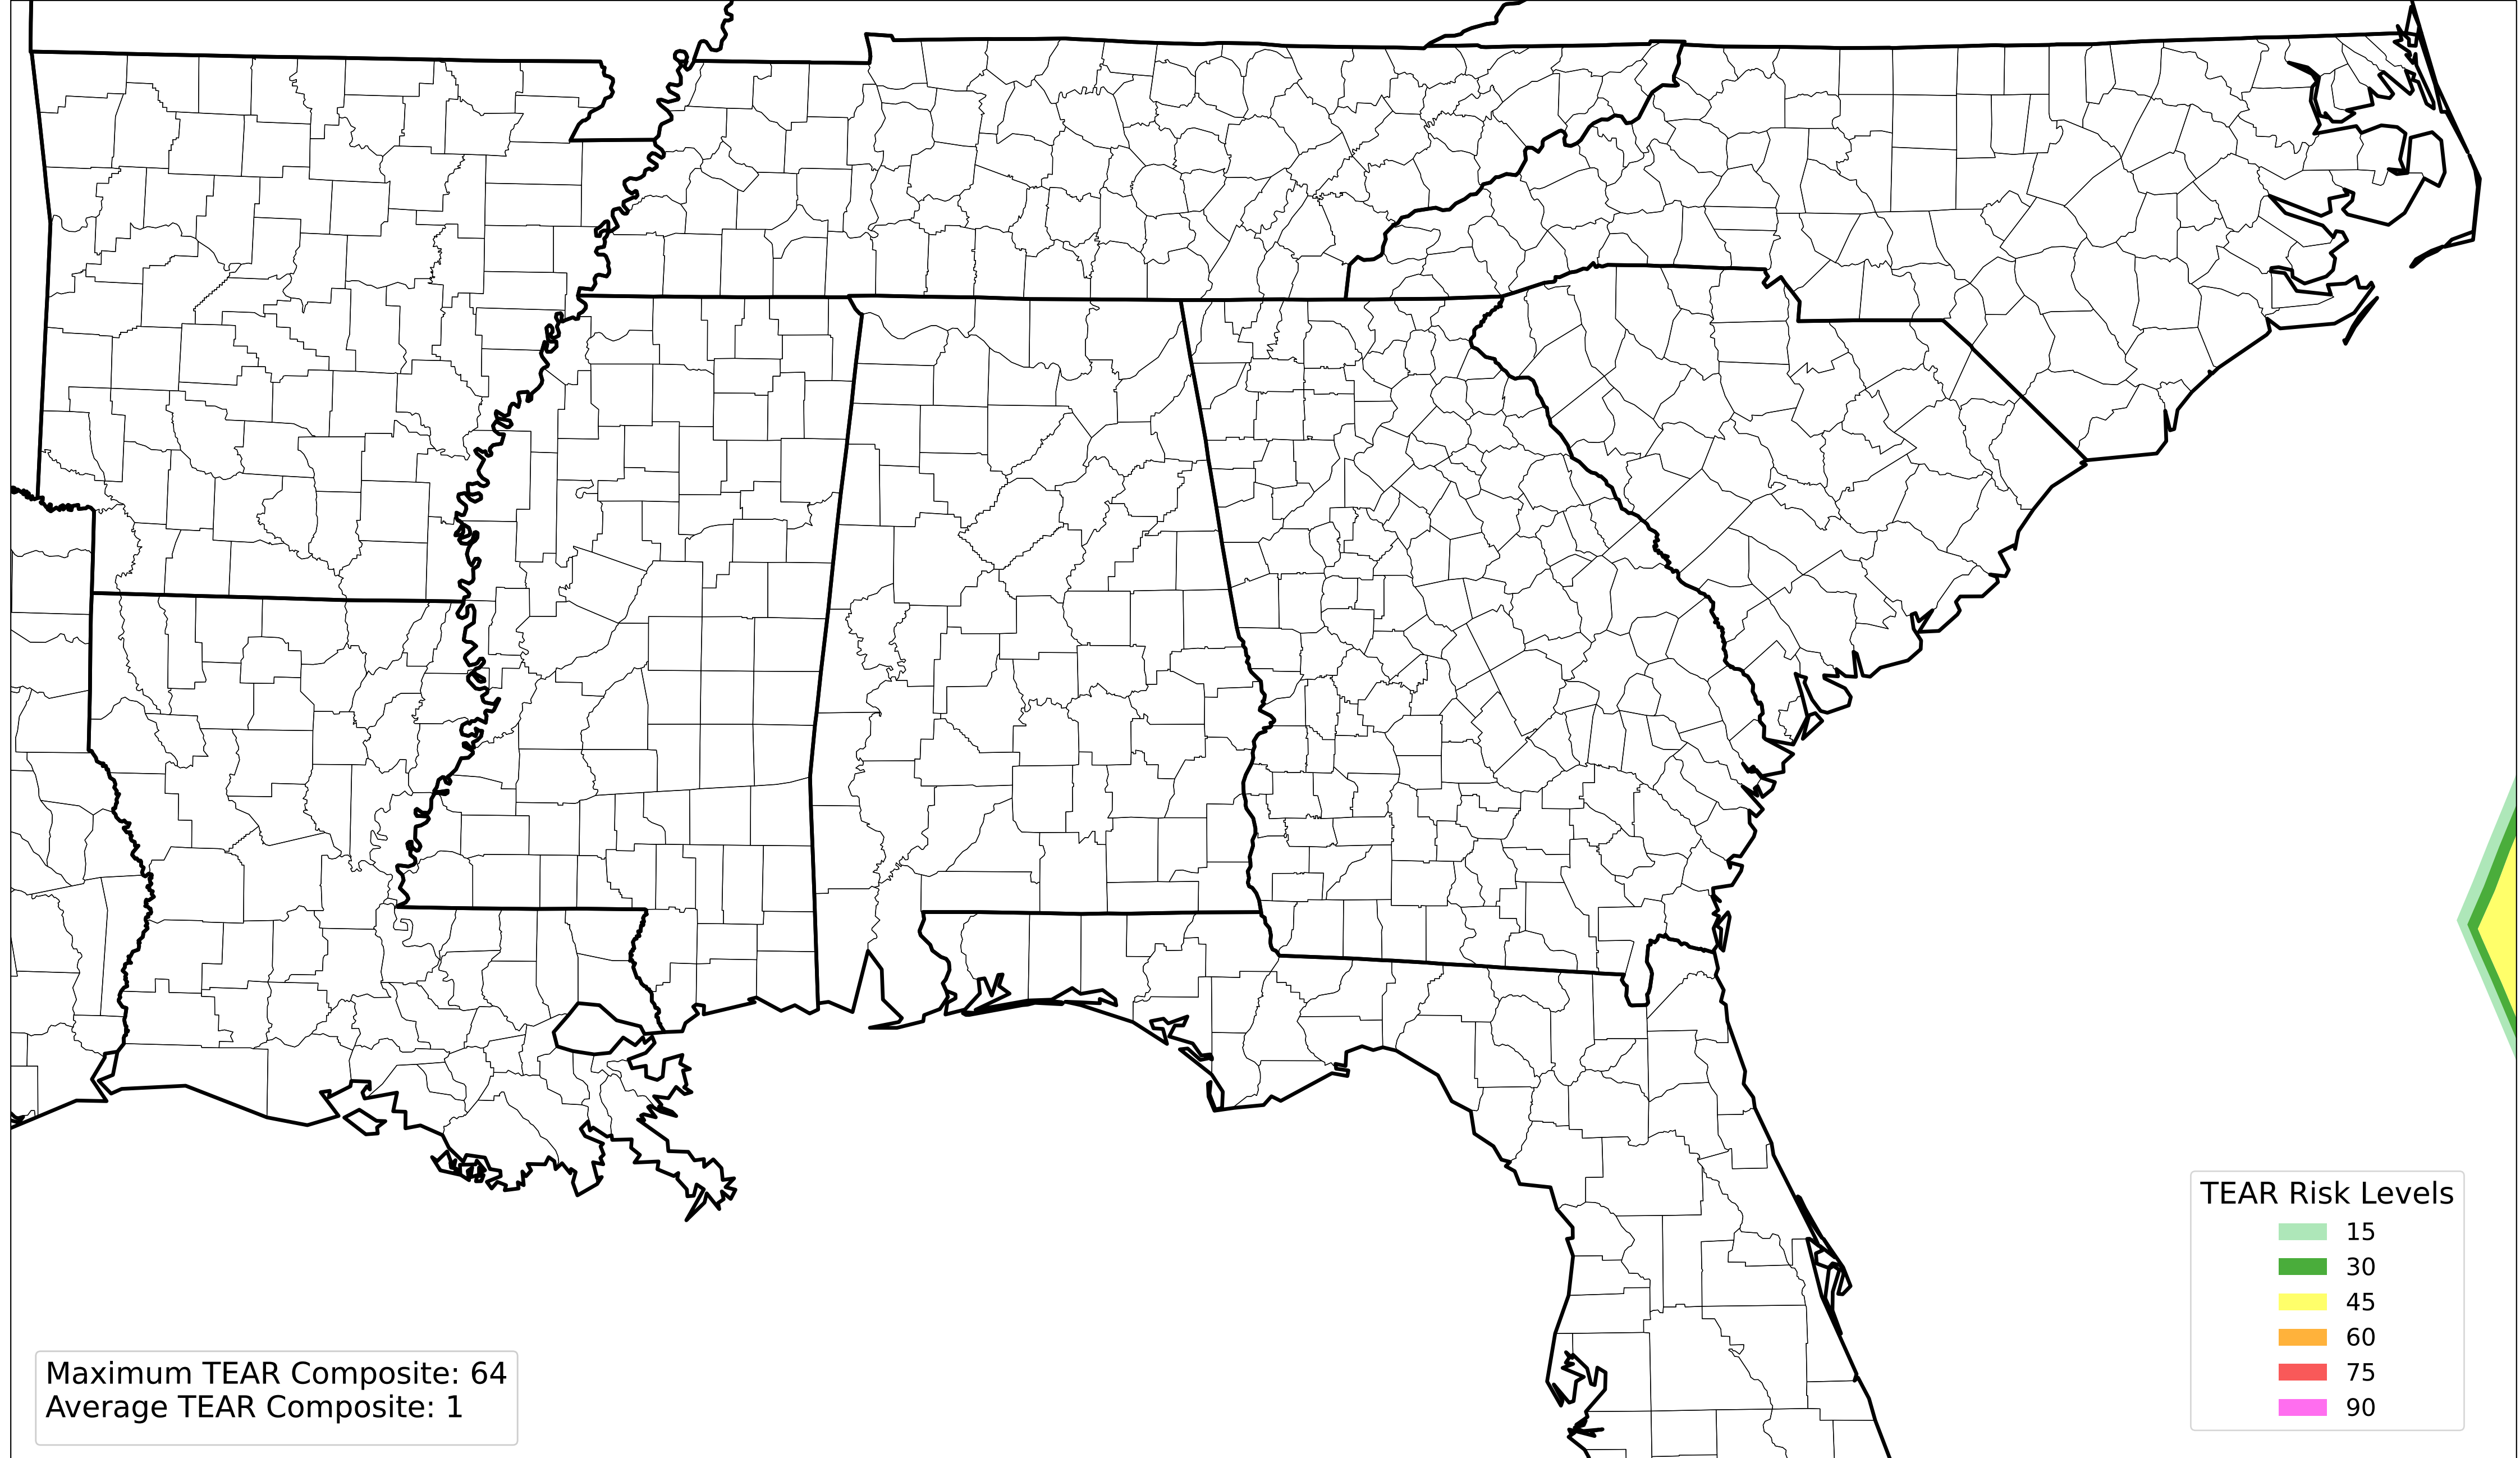 TEAR Risk Levels
15
30
45
60
75
90
Maximum TEAR Composite: 64
Average TEAR Composite: 1